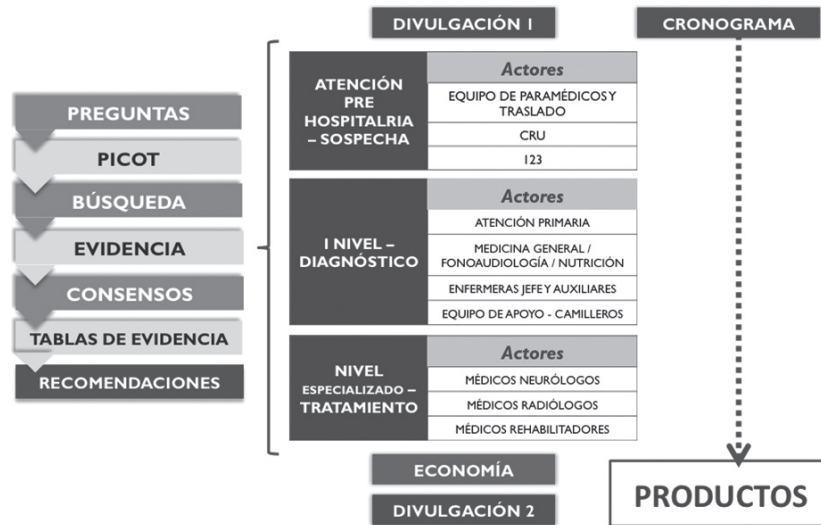 DIVULGACIÓN 1
CRONOGRAMA
PREGUNTAS
PICOT
BÚSQUEDA
EVIDENCIA
CONSENSOS
TABLAS DE EVIDENCIA
RECOMENDACIONES
ATENCIÓN
PRE
HOSPITALRIA
– SOSPECHA
Actores
EQUIPO DE PARAMÉDICOS Y
TRASLADO
CRU
123
I NIVEL –
DIAGNÓSTICO
Actores
ATENCIÓN PRIMARIA
MEDICINA GENERAL /
FONOAUDIOLOGÍA / NUTRICIÓN
ENFERMERAS JEFE Y AUXILIARES
EQUIPO DE APOYO - CAMILLEROS
NIVEL
ESPECIALIZADO –
TRATAMIENTO
Actores
MÉDICOS NEURÓLOGOS
MÉDICOS RADIÓLOGOS
MÉDICOS REHABILITADORES
ECONOMÍA
DIVULGACIÓN 2
PRODUCTOS